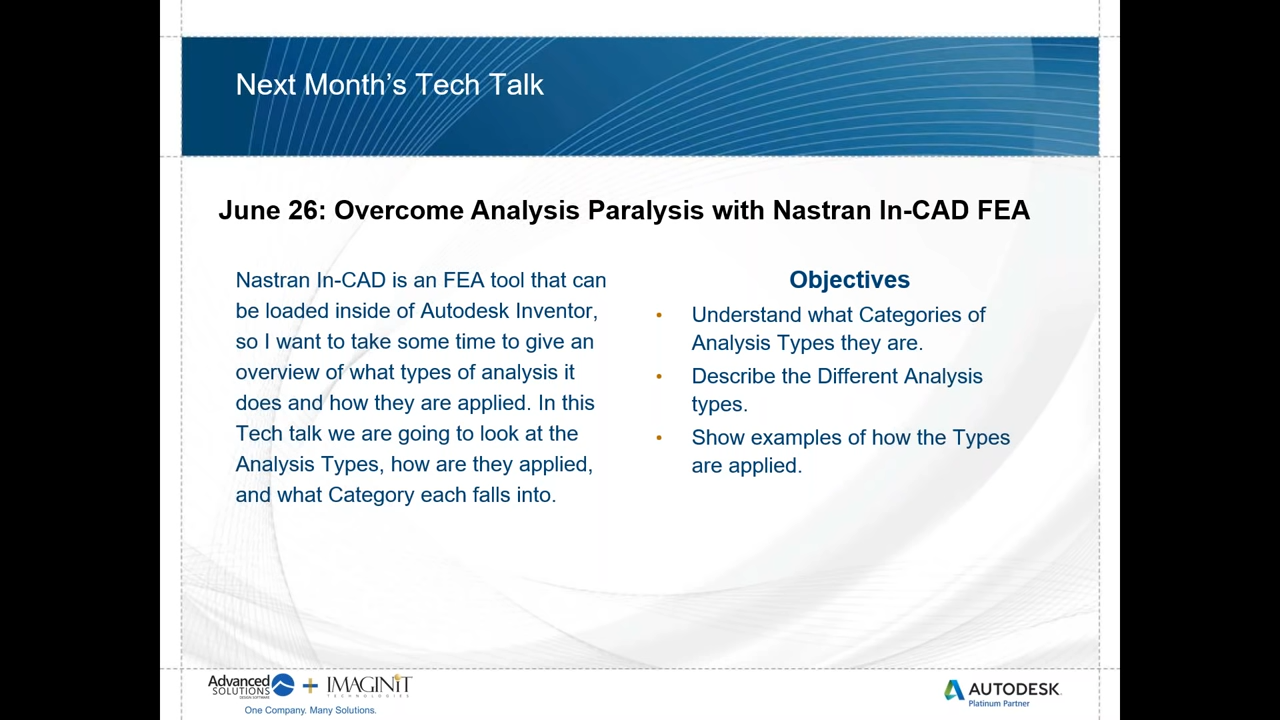 Next Month's Tech Talk
June 26: Overcome Analysis Paralysis with Nastran In-CAD FEA
Nastran In-CAD is an FEA tool that can
be loaded inside of Autodesk Inventor,
so I want to take some time to give an
overview of what types of analysis it
does and how they are applied. In this
Tech talk we are going to look at the
Analysis Types, how are they applied,
and what Category each falls into.
Objectives
• Understand what Categories of
Analysis Types they are.
• Describe the Different Analysis
types.
• Show examples of how the Types
are applied.
Advanced
SOLUTIONS
DESIGN SOFTWARE
+
IMAGINiT
TECHNOLOGIES
One Company. Many Solutions.
AUTODESK.
Platinum Partner